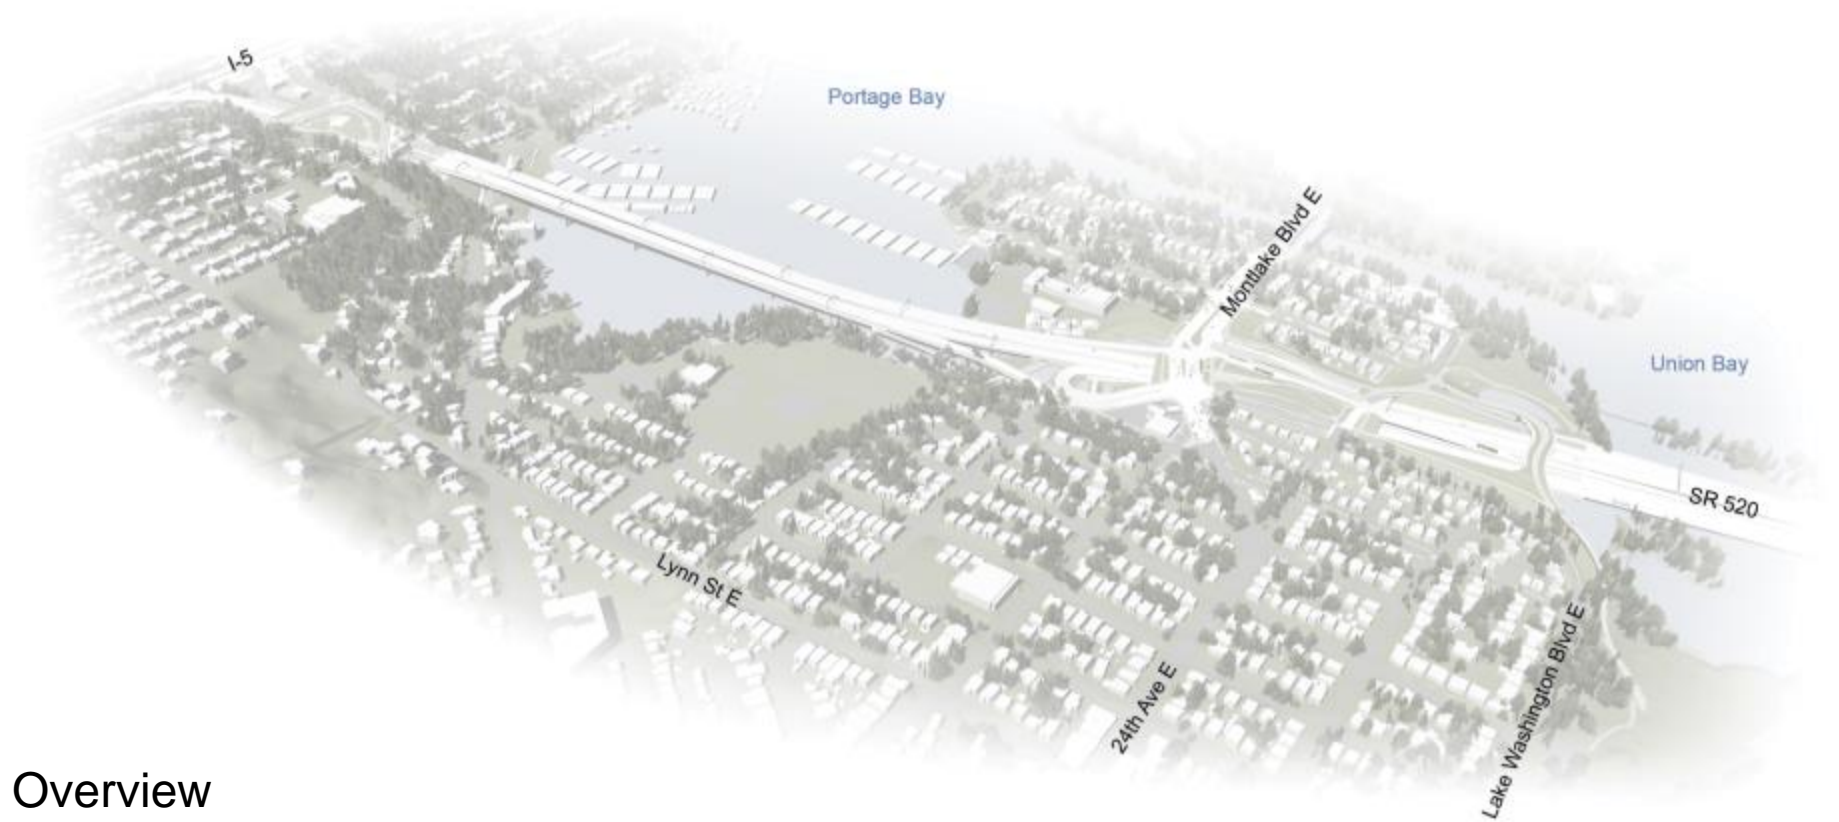 I-5
Portage Bay
Montlake Blvd E
Union Bay
SR 520
Lynn St E
24th Ave E
Lake Washington Blvd E
Overview